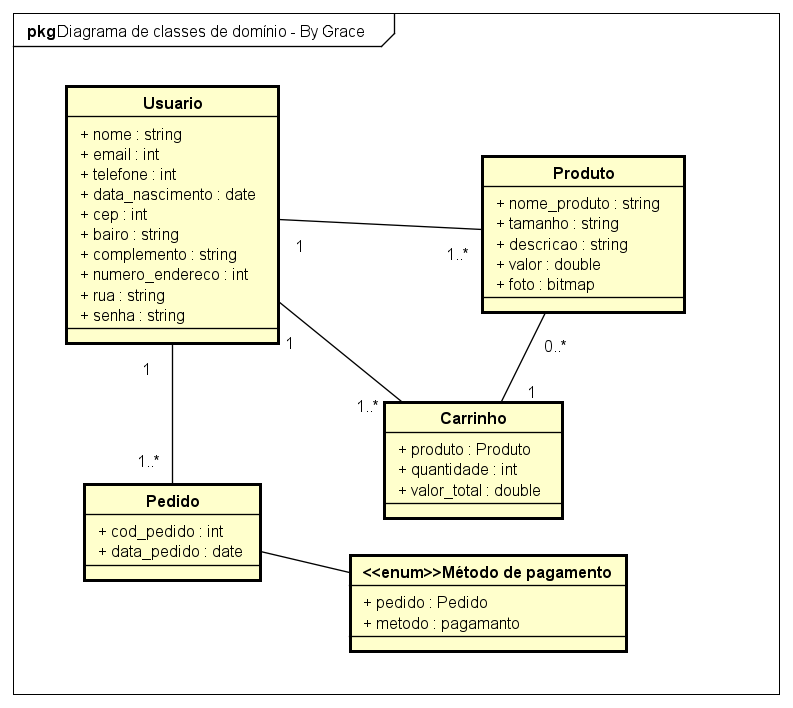 pkg Diagrama de classes de domínio - By Grace
Usuario
+ nome : string
+ email : int
+ telefone : int
+ data_nascimento : date
+ cep : int
+ bairo : string
+ complemento : string
+ numero_endereco : int
+ rua : string
+ senha : string
Produto
+ nome_produto : string
+ tamanho : string
+ descricao : string
+ valor : double
+ foto : bitmap
1
1..*
1
1..*
0..*
1
1
1..*
Carrinho
+ produto : Produto
+ quantidade : int
+ valor_total : double
Pedido
+ cod_pedido : int
+ data_pedido : date
<<enum>>Método de pagamento
+ pedido : Pedido
+ metodo : pagamanto